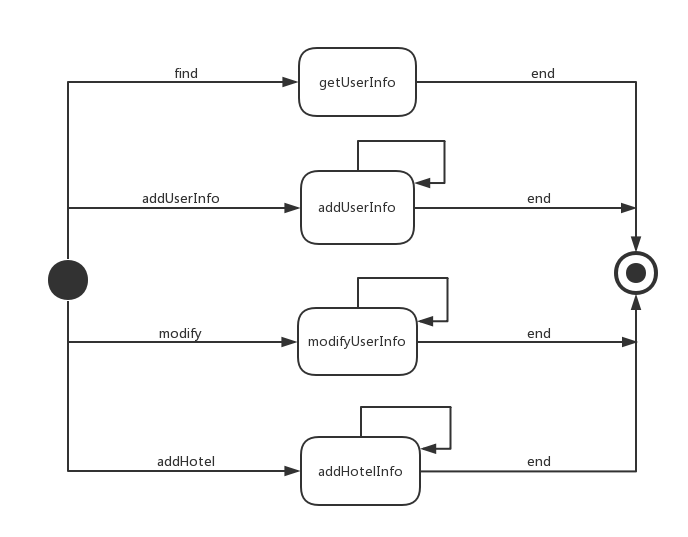 find
getUserInfo
end
addUserInfo
addUserInfo
end
modify
modifyUserInfo
end
addHotel
addHotelInfo
end